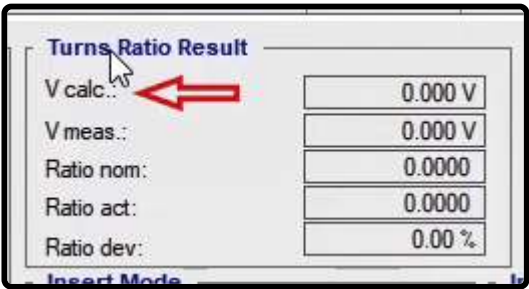 Turns Ratio Result
V calc.: 0.000 V
V meas.: 0.000 V
Ratio nom: 0.0000
Ratio act: 0.0000
Ratio dev: 0.00 %
Insert Mode